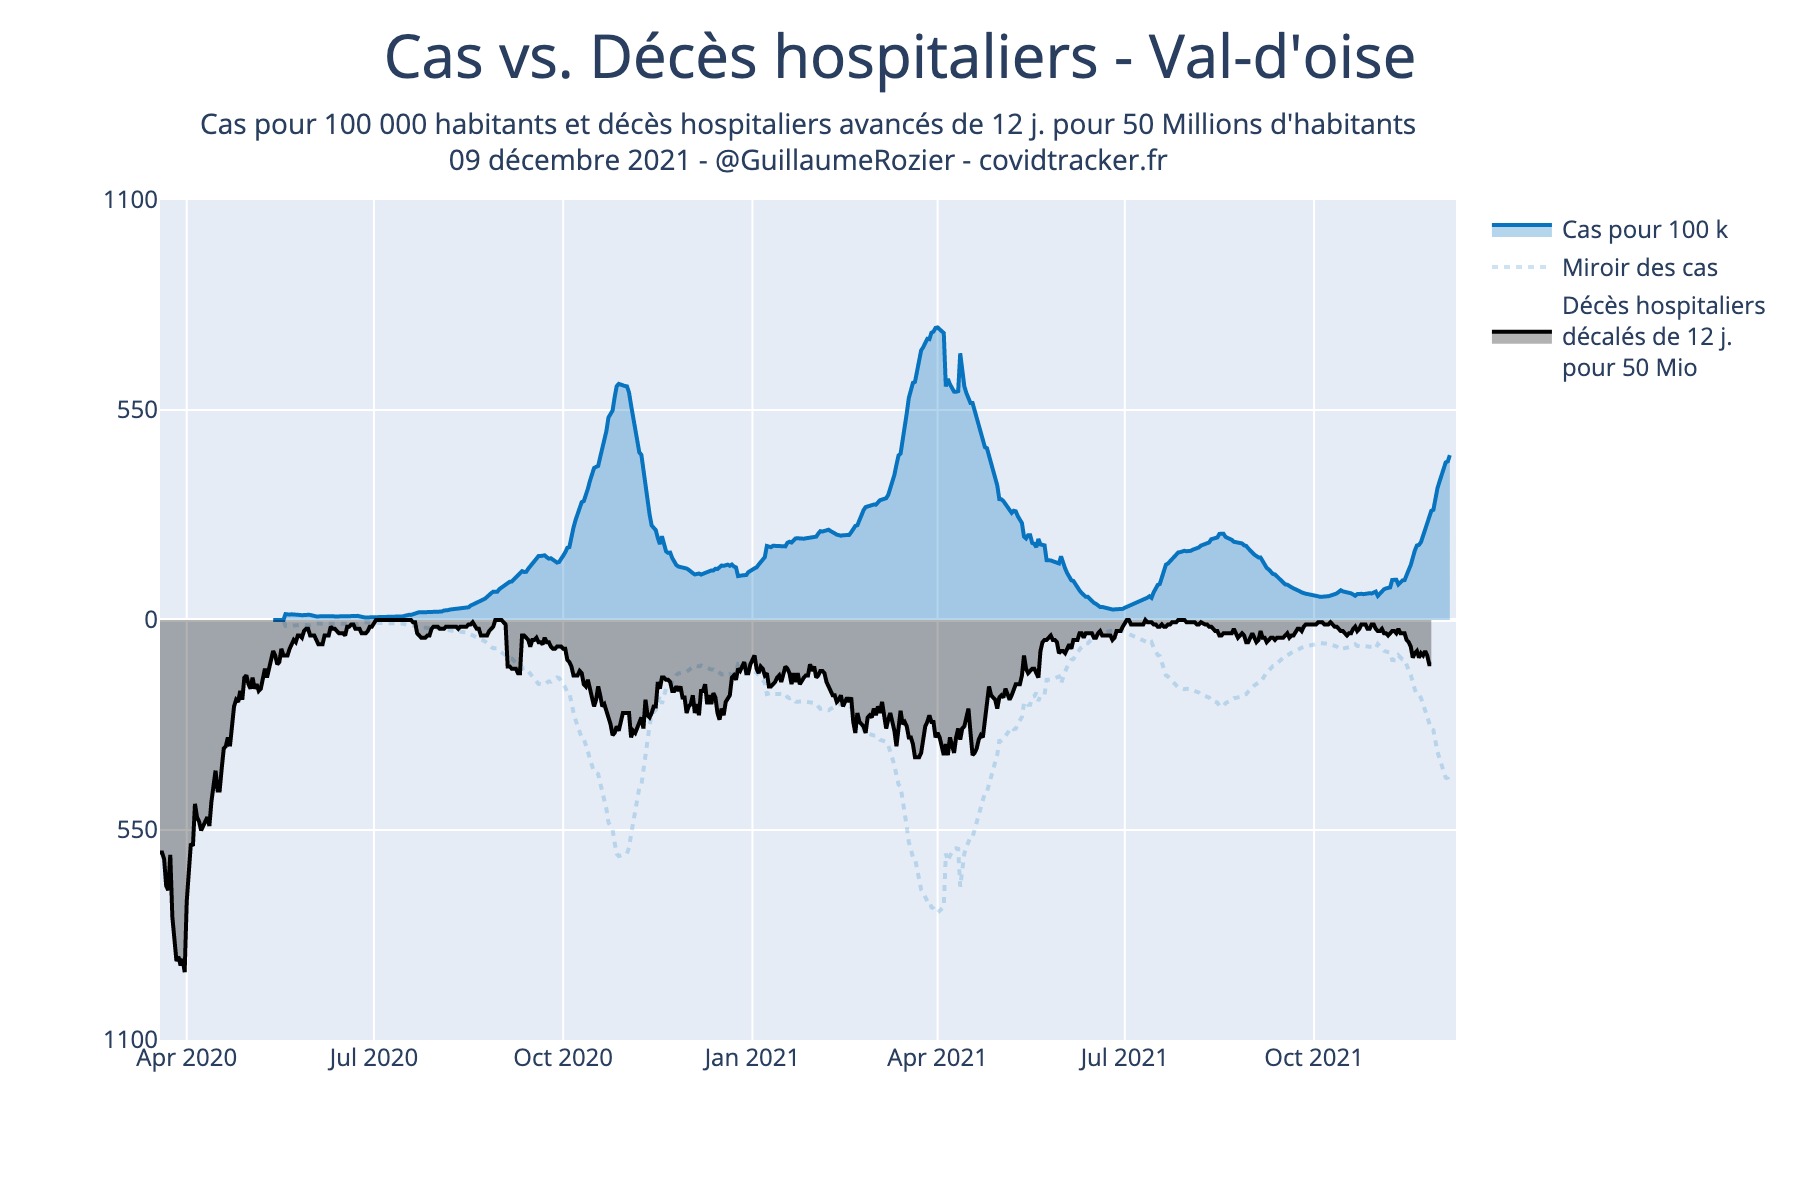 Cas vs. Décès hospitaliers - Val-d'oise
Cas pour 100 000 habitants et décès hospitaliers avancés de 12 j. pour 50 Millions d'habitants
09 décembre 2021 - @GuillaumeRozier - covidtracker.fr
1100
550
0
550
1100
Apr 2020
Jul 2020
Oct 2020
Jan 2021
Apr 2021
Jul 2021
Oct 2021
Cas pour 100 k
Miroir des cas
Décès hospitaliers
décalés de 12 j.
pour 50 Mio